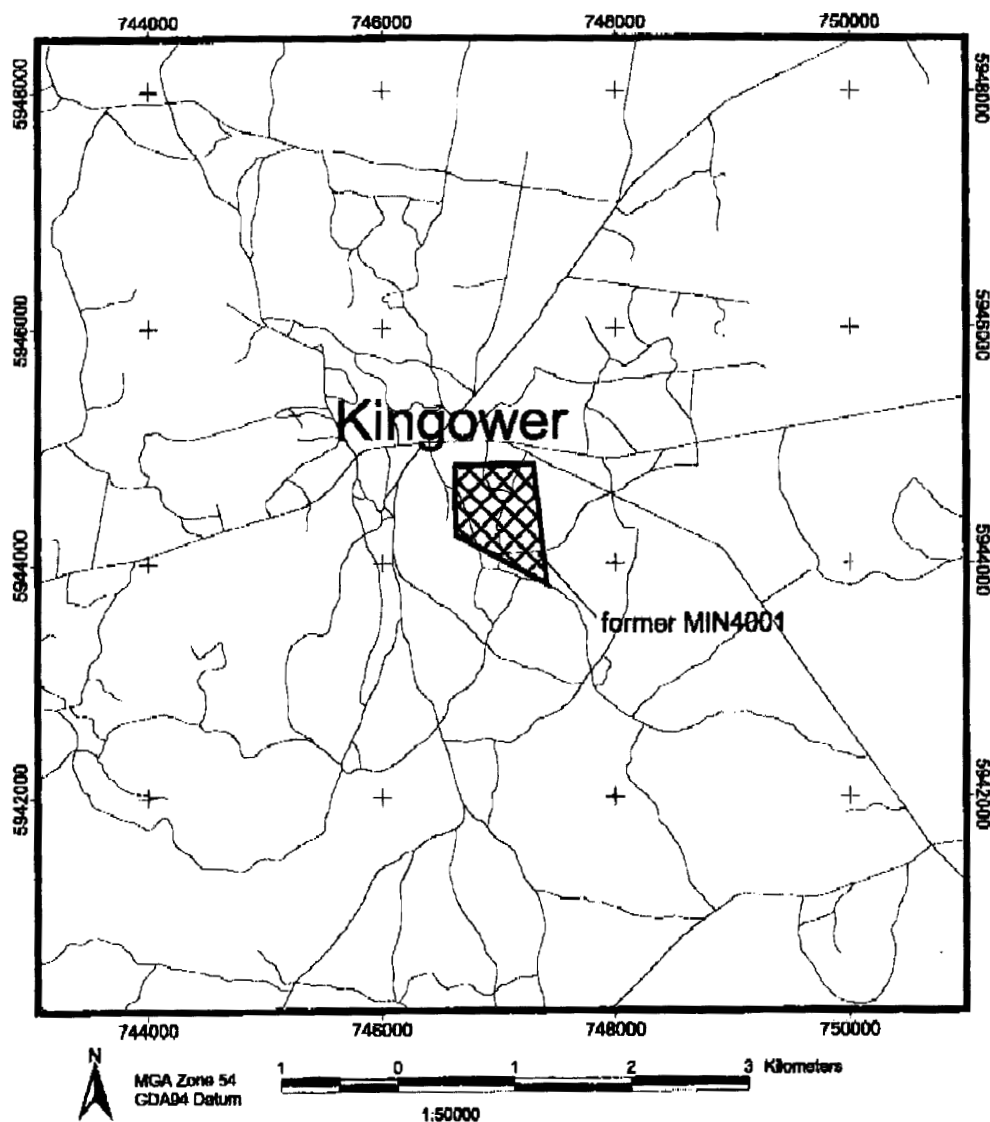 744000 746000 748000 750000
5948000 5948000
5946000 5946000
Kingower
5944000 5944000
former MIN4001
5942000 5942000
744000 746000 748000 750000
N
MGA Zone 54
GDA94 Datum
1 0 1 2 3 Kilometers
1:50000